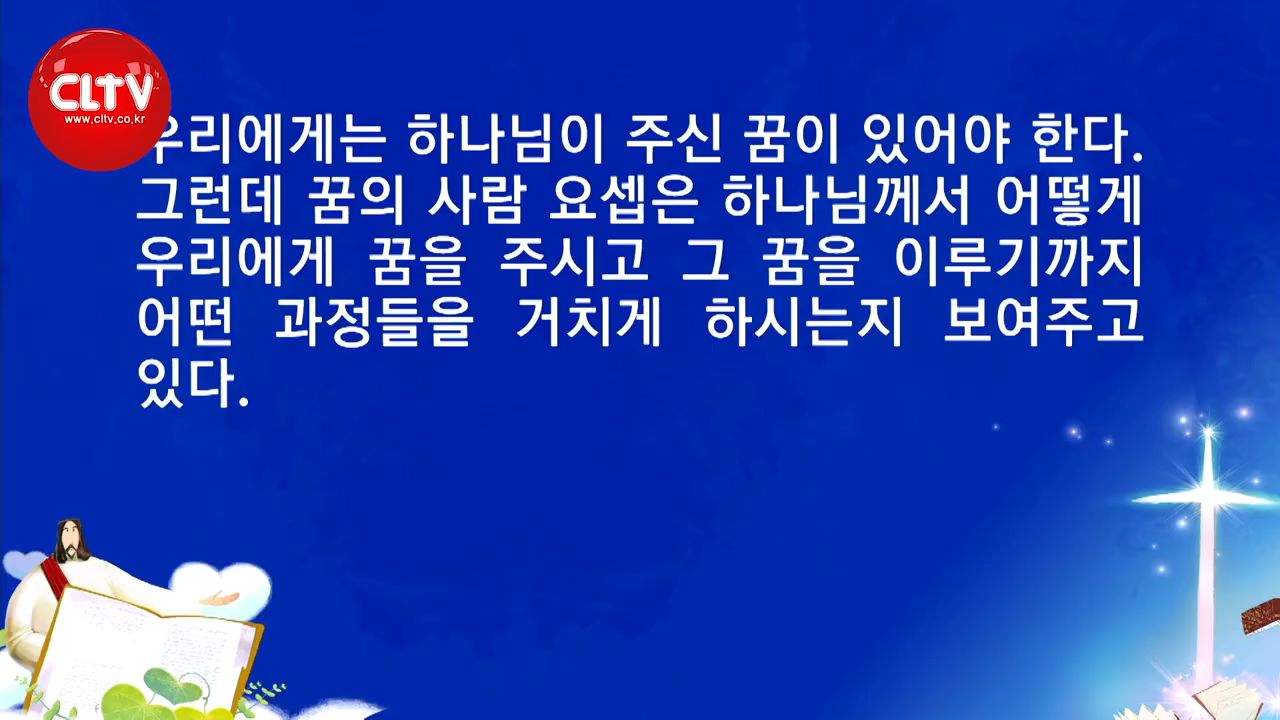 CLTV
www.cltv.co.kr
우리에게는 하나님이 주신 꿈이 있어야 한다.
그런데 꿈의 사람 요셉은 하나님께서 어떻게
우리에게 꿈을 주시고 그 꿈을 이루기까지
어떤 과정들을 거치게 하시는지 보여주고
있다.